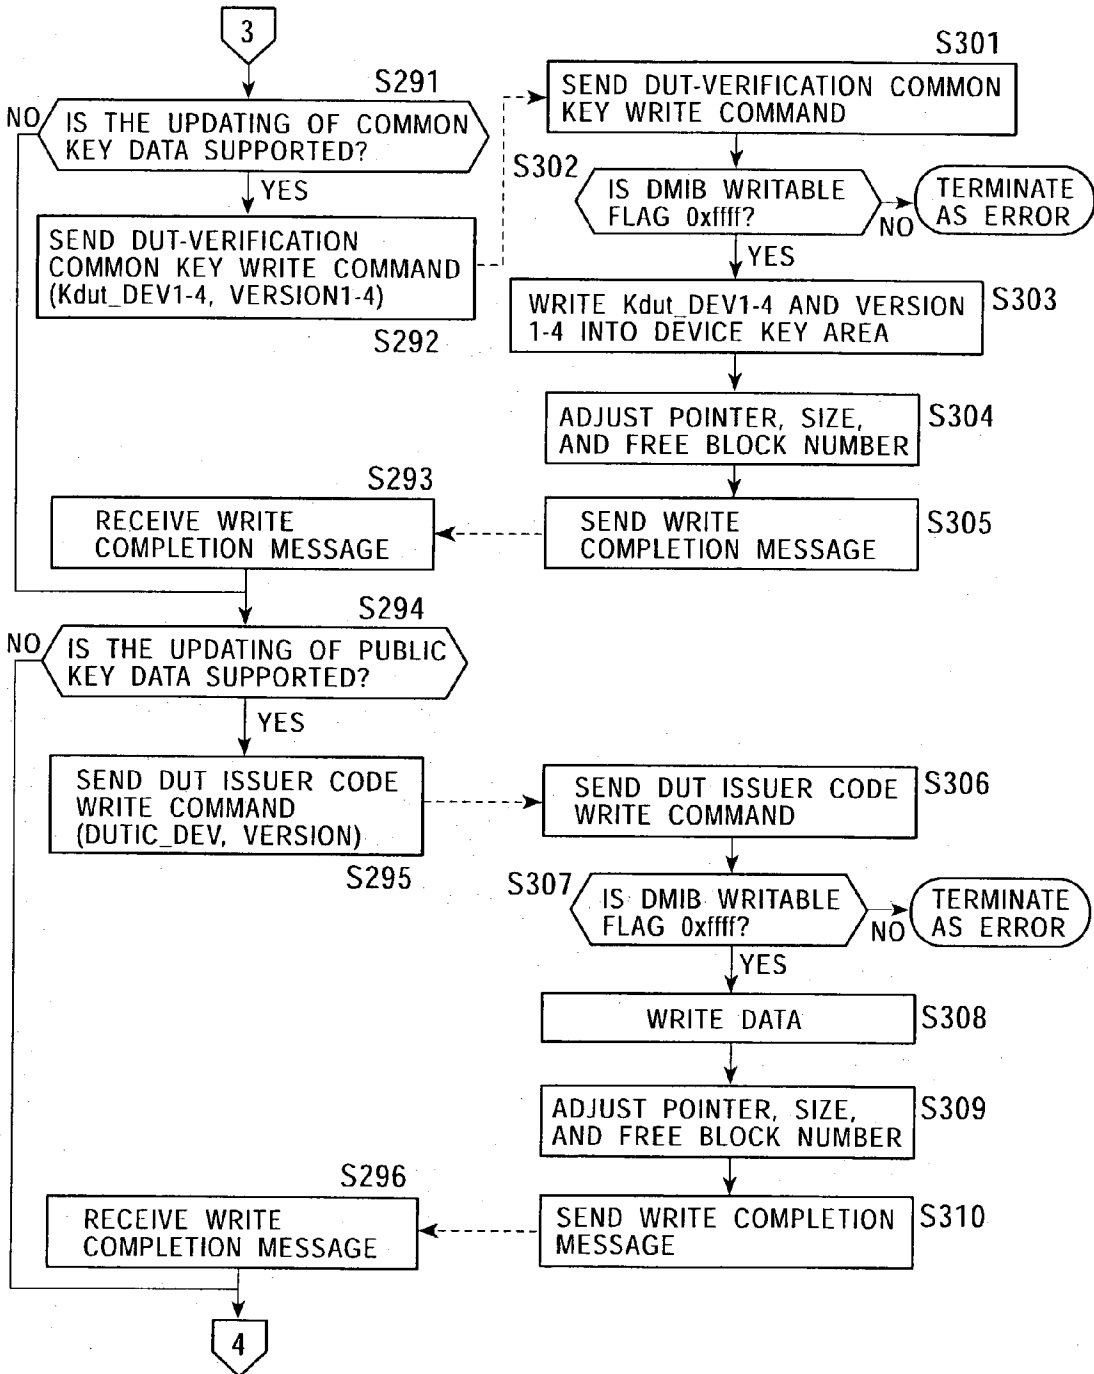 3
S291
NO
IS THE UPDATING OF COMMON
KEY DATA SUPPORTED?
YES
SEND DUT-VERIFICATION
COMMON KEY WRITE COMMAND
(Kdut_DEV1-4, VERSION1-4)
S292
S301
SEND DUT-VERIFICATION COMMON
KEY WRITE COMMAND
S302
IS DMIB WRITABLE
FLAG 0xffff?
NO
TERMINATE
AS ERROR
YES
WRITE Kdut_DEV1-4 AND VERSION
1-4 INTO DEVICE KEY AREA
S303
ADJUST POINTER, SIZE,
AND FREE BLOCK NUMBER
S304
SEND WRITE
COMPLETION MESSAGE
S305
S293
RECEIVE WRITE
COMPLETION MESSAGE
S294
NO
IS THE UPDATING OF PUBLIC
KEY DATA SUPPORTED?
YES
SEND DUT ISSUER CODE
WRITE COMMAND
(DUTIC_DEV, VERSION)
S295
SEND DUT ISSUER CODE
WRITE COMMAND
S306
S307
IS DMIB WRITABLE
FLAG 0xffff?
NO
TERMINATE
AS ERROR
YES
WRITE DATA
S308
ADJUST POINTER, SIZE,
AND FREE BLOCK NUMBER
S309
SEND WRITE COMPLETION
MESSAGE
S310
S296
RECEIVE WRITE
COMPLETION MESSAGE
4